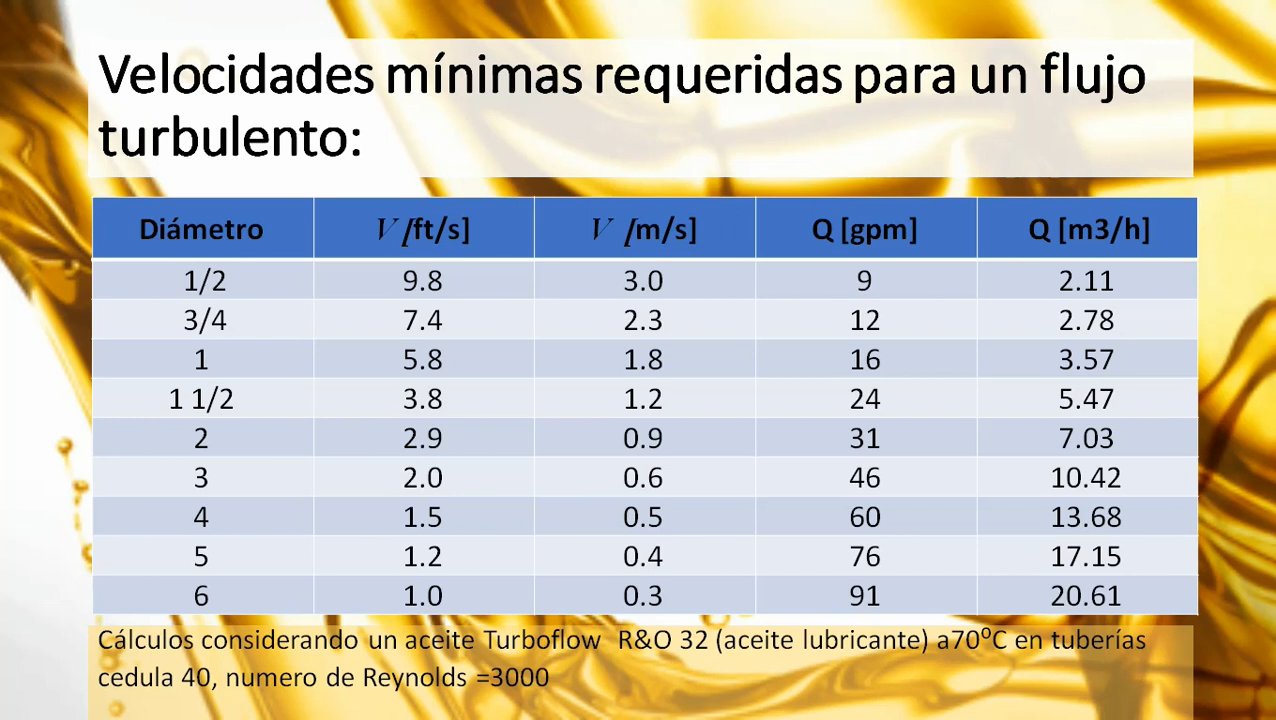 Velocidades mínimas requeridas para un flujo
turbulento:
Diámetro V [ft/s] V [m/s] Q [gpm] Q [m3/h]
1/2 9.8 3.0 9 2.11
3/4 7.4 2.3 12 2.78
1 5.8 1.8 16 3.57
1 1/2 3.8 1.2 24 5.47
2 2.9 0.9 31 7.03
3 2.0 0.6 46 10.42
4 1.5 0.5 60 13.68
5 1.2 0.4 76 17.15
6 1.0 0.3 91 20.61
Cálculos considerando un aceite Turboflow R&O 32 (aceite lubricante) a70⁰C en tuberías
cedula 40, numero de Reynolds =3000